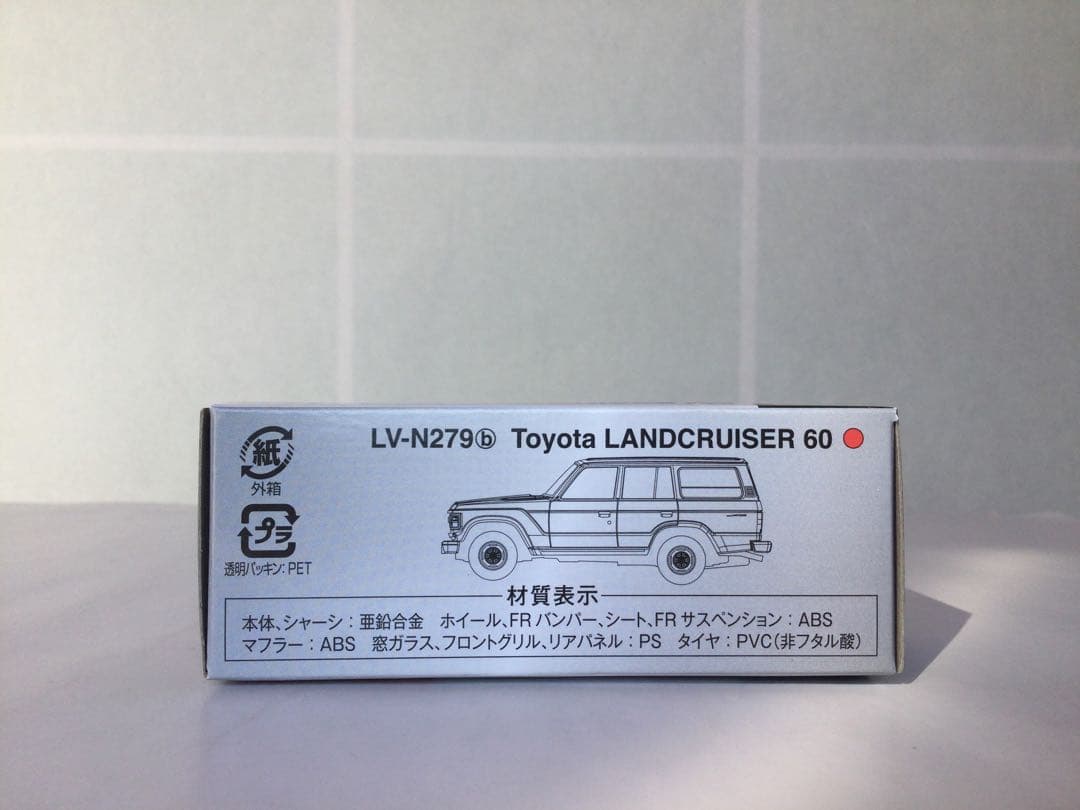 LV-N279ⓑ Toyota LANDCRUISER 60
紙
外箱
プラ
透明パッキン:PET
材質表示
本体、シャーシ:亜鉛合金 ホイール、FRバンパー、シート、FRサスペンション:ABS
マフラー:ABS 窓ガラス、フロントグリル、リアパネル:PS タイヤ:PVC(非フタル酸)